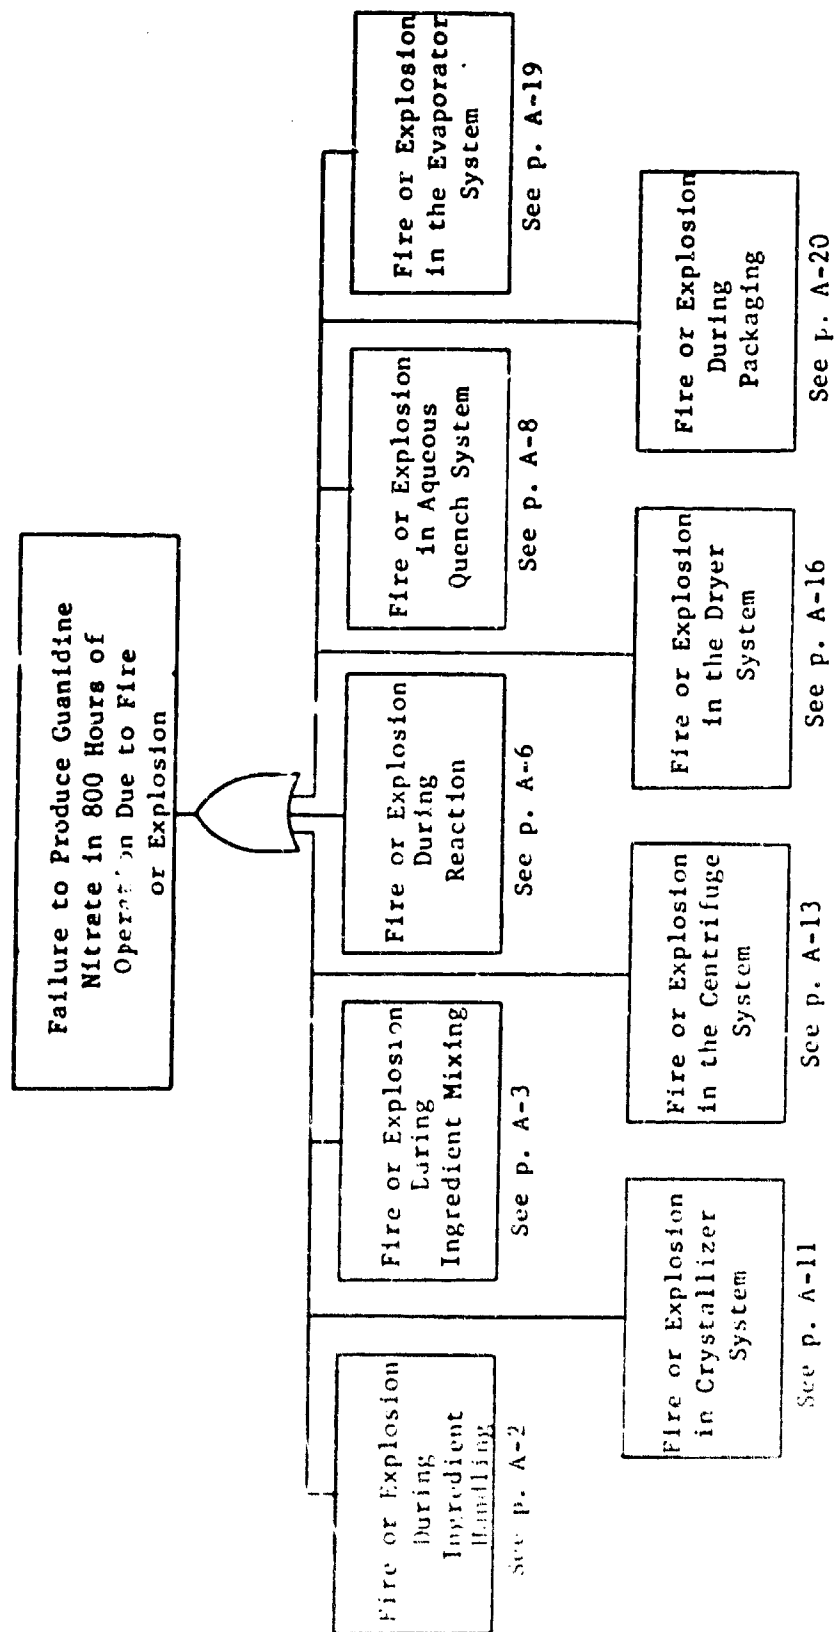 Failure to Produce Guanidine
Nitrate in 800 Hours of
Operation Due to Fire
or Explosion
Fire or Explosion
During
Ingredient
Handling
See p. A-2
Fire or Explosion
During
Ingredient Mixing
See p. A-3
Fire or Explosion
During
Reaction
See p. A-6
Fire or Explosion
in Aqueous
Quench System
See p. A-8
Fire or Explosion
in the Evaporator
System
See p. A-19
Fire or Explosion
in Crystallizer
System
See p. A-11
Fire or Explosion
in the Centrifuge
System
See p. A-13
Fire or Explosion
in the Dryer
System
See p. A-16
Fire or Explosion
During
Packaging
See p. A-20